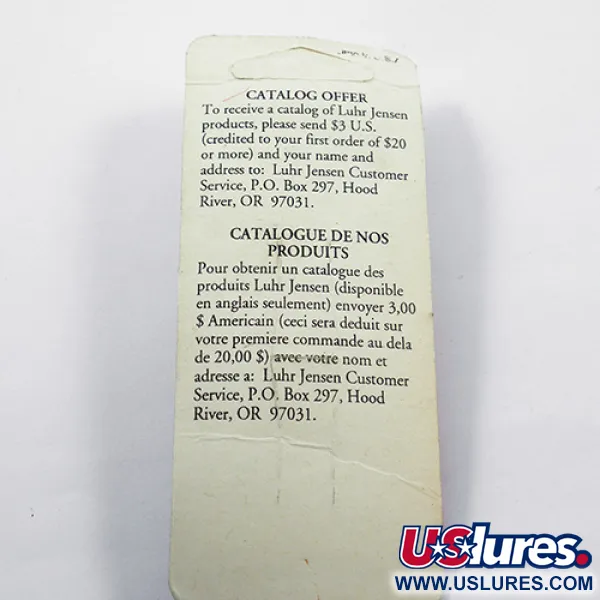 CATALOG OFFER
To receive a catalog of Luhr Jensen
products, please send $3 U.S.
(credited to your first order of $20
or more) and your name and
address to: Luhr Jensen Customer
Service, P.O. Box 297, Hood
River, OR 97031.
CATALOGUE DE NOS
PRODUITS
Pour obtenir un catalogue des
produits Luhr Jensen (disponible
en anglais seulement) envoyer 3,00
$ Americain (ceci sera deduit sur
votre premiere commande au dela
de 20,00 $) avec votre nom et
adresse a: Luhr Jensen Customer
Service, P.O. Box 297, Hood
River, OR 97031.
USlures.
WWW.USLURES.COM